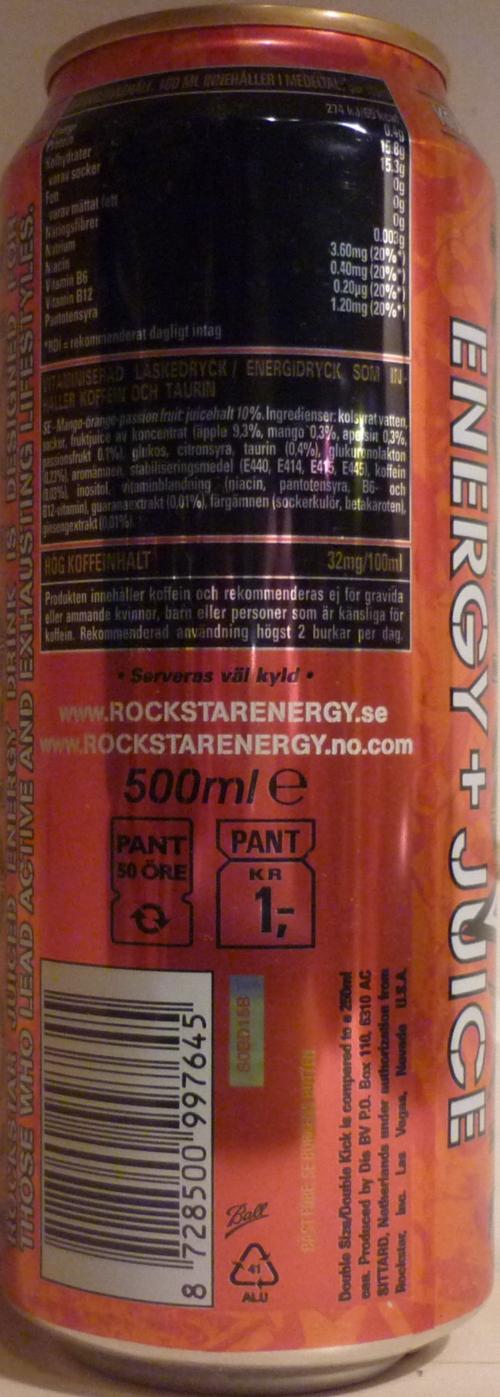 100 ML INNEHÅLLER I MEDELTAL:
274 kJ/65 kcal
Protein 0.4g
Kolhydrater 15.8g
varav socker 15.3g
Fett 0g
varav mättat fett 0g
Näringsfibrer 0g
Natrium 0.003g
Niacin 3.60mg (20%*)
Vitamin B6 0.40mg (20%*)
Vitamin B12 0.20µg (20%*)
Pantotensyra 1.20mg (20%*)
*RDI = rekommenderat dagligt intag
VITAMINISERAD LÄSKEDRYCK / ENERGIDRYCK SOM IN-
HÅLLER KOFFEIN OCH TAURIN
SE-Mango-orange-passion fruit juicehalt 10%. Ingredienser: kolsyrat vatten,
socker, fruktjuice av koncentrat (äpple 9,3%, mango 0,3%, apelsin 0,3%,
passionsfrukt 0.1%), glukos, citronsyra, taurin (0,4%), glukuronolakton
(0,23%), aromämnen, stabiliseringsmedel (E440, E414, E415, E445), koffein
(0,03%), inositol, vitaminblandning (niacin, pantotensyra, B6- och
B12-vitamin), guaranaextrakt (0,01%), färgämnen (sockerkulör, betakaroten),
ginsengextrakt (0,01%).
HÖG KOFFEINHALT 32mg/100ml
Produkten innehåller koffein och rekommenderas ej för gravida
eller ammande kvinnor, barn eller personer som är känsliga för
koffein. Rekommenderad användning högst 2 burkar per dag.
• Serveras väl kyld •
www.ROCKSTARENERGY.se
www.ROCKSTARENERGY.no.com
500ml e
PANT
50 ÖRE
PANT
KR
1,-
8 728500 997645
BÄST FÖRE: SE BURKENS BOTTEN
Ball
41
ALU
Double Size/Double Kick is compared to a 250ml
can. Produced by Dis BV P.O. Box 110, 6310 AC
SITTARD, Netherlands under authorization from
Rockstar, Inc. Las Vegas, Nevada U.S.A.
ENERGY + JUICE
ROCKSTAR JUICED ENERGY DRINK IS DESIGNED FOR
THOSE WHO LEAD ACTIVE AND EXHAUSTING LIFESTYLES.